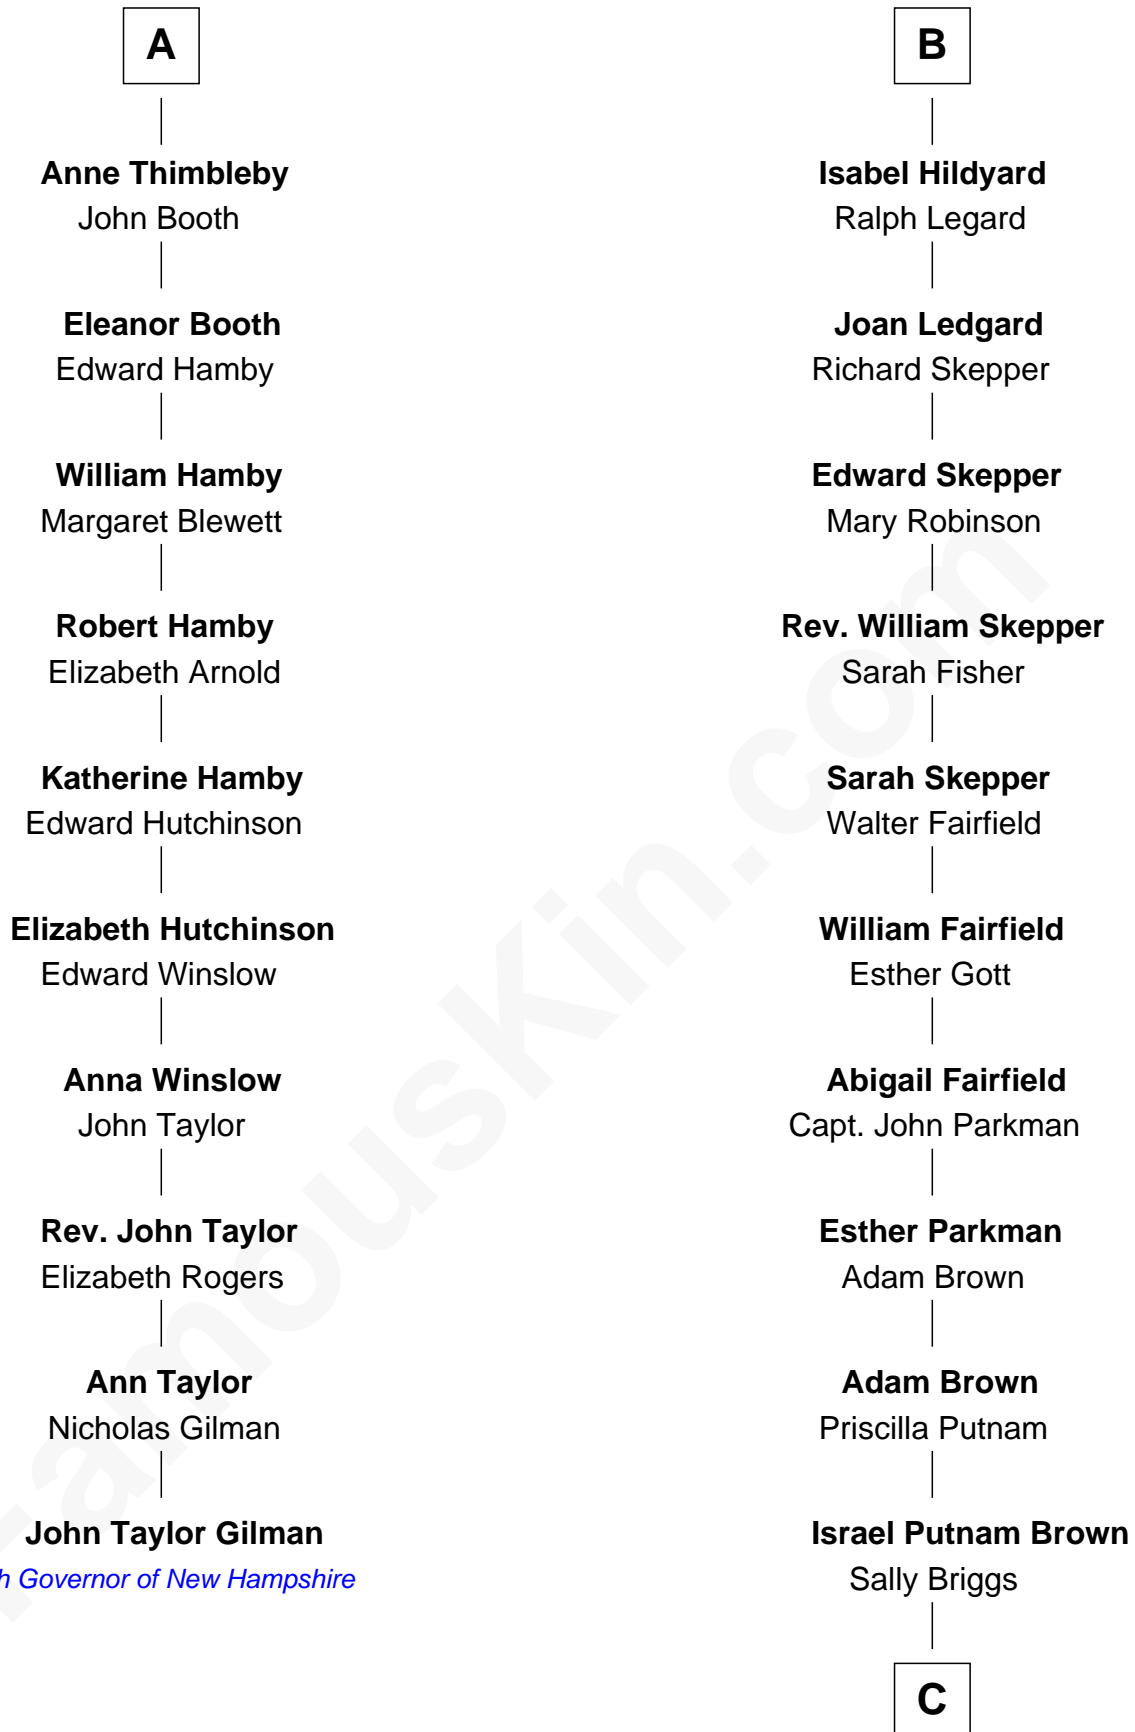 A
Anne Thimbleby
John Booth
Eleanor Booth
Edward Hamby
William Hamby
Margaret Blewett
Robert Hamby
Elizabeth Arnold
Katherine Hamby
Edward Hutchinson
Elizabeth Hutchinson
Edward Winslow
Anna Winslow
John Taylor
Rev. John Taylor
Elizabeth Rogers
Ann Taylor
Nicholas Gilman
John Taylor Gilman
h Governor of New Hampshire
B
Isabel Hildyard
Ralph Legard
Joan Ledgard
Richard Skepper
Edward Skepper
Mary Robinson
Rev. William Skepper
Sarah Fisher
Sarah Skepper
Walter Fairfield
William Fairfield
Esther Gott
Abigail Fairfield
Capt. John Parkman
Esther Parkman
Adam Brown
Adam Brown
Priscilla Putnam
Israel Putnam Brown
Sally Briggs
C
FamousKin.com